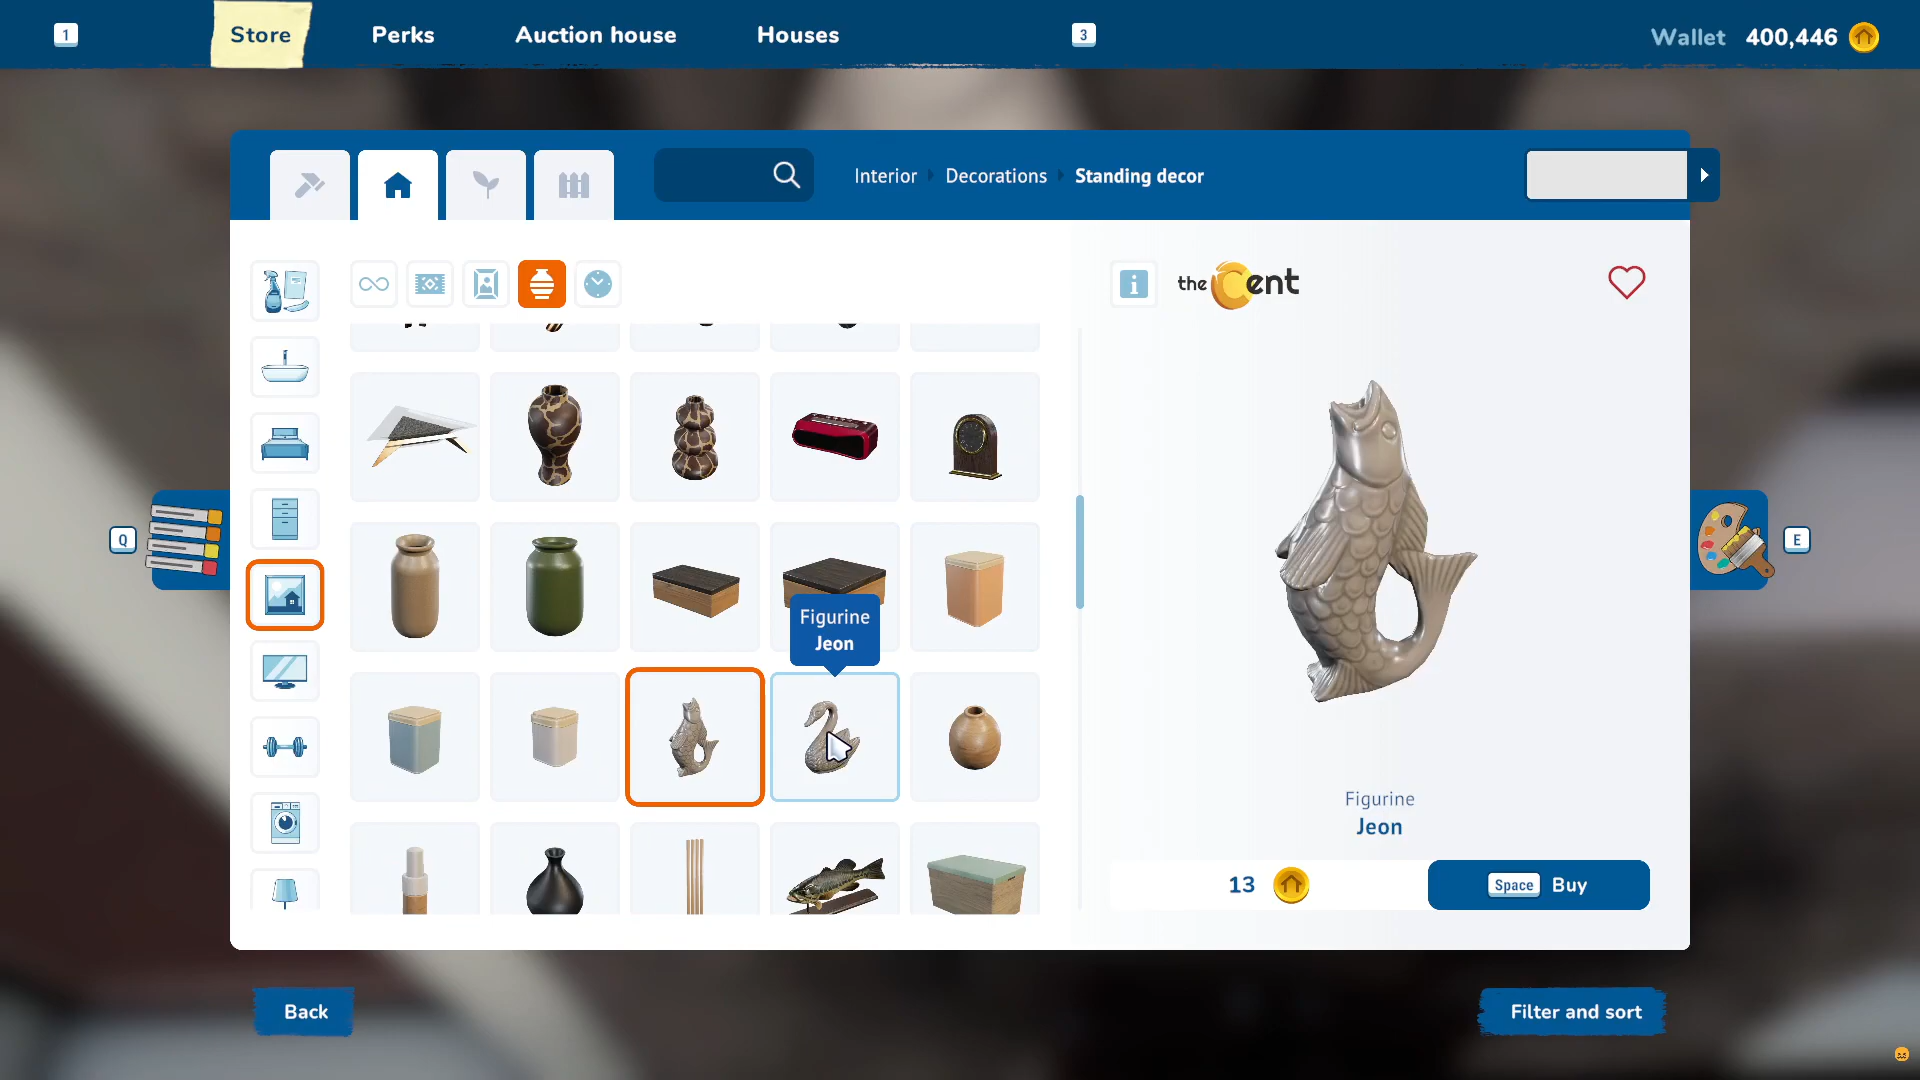 1
Store
Perks
Auction house
Houses
3
Wallet 400,446
Interior
Decorations
Standing decor
i
the Cent
Q
E
Figurine
Jeon
Figurine
Jeon
13
Space Buy
Back
Filter and sort